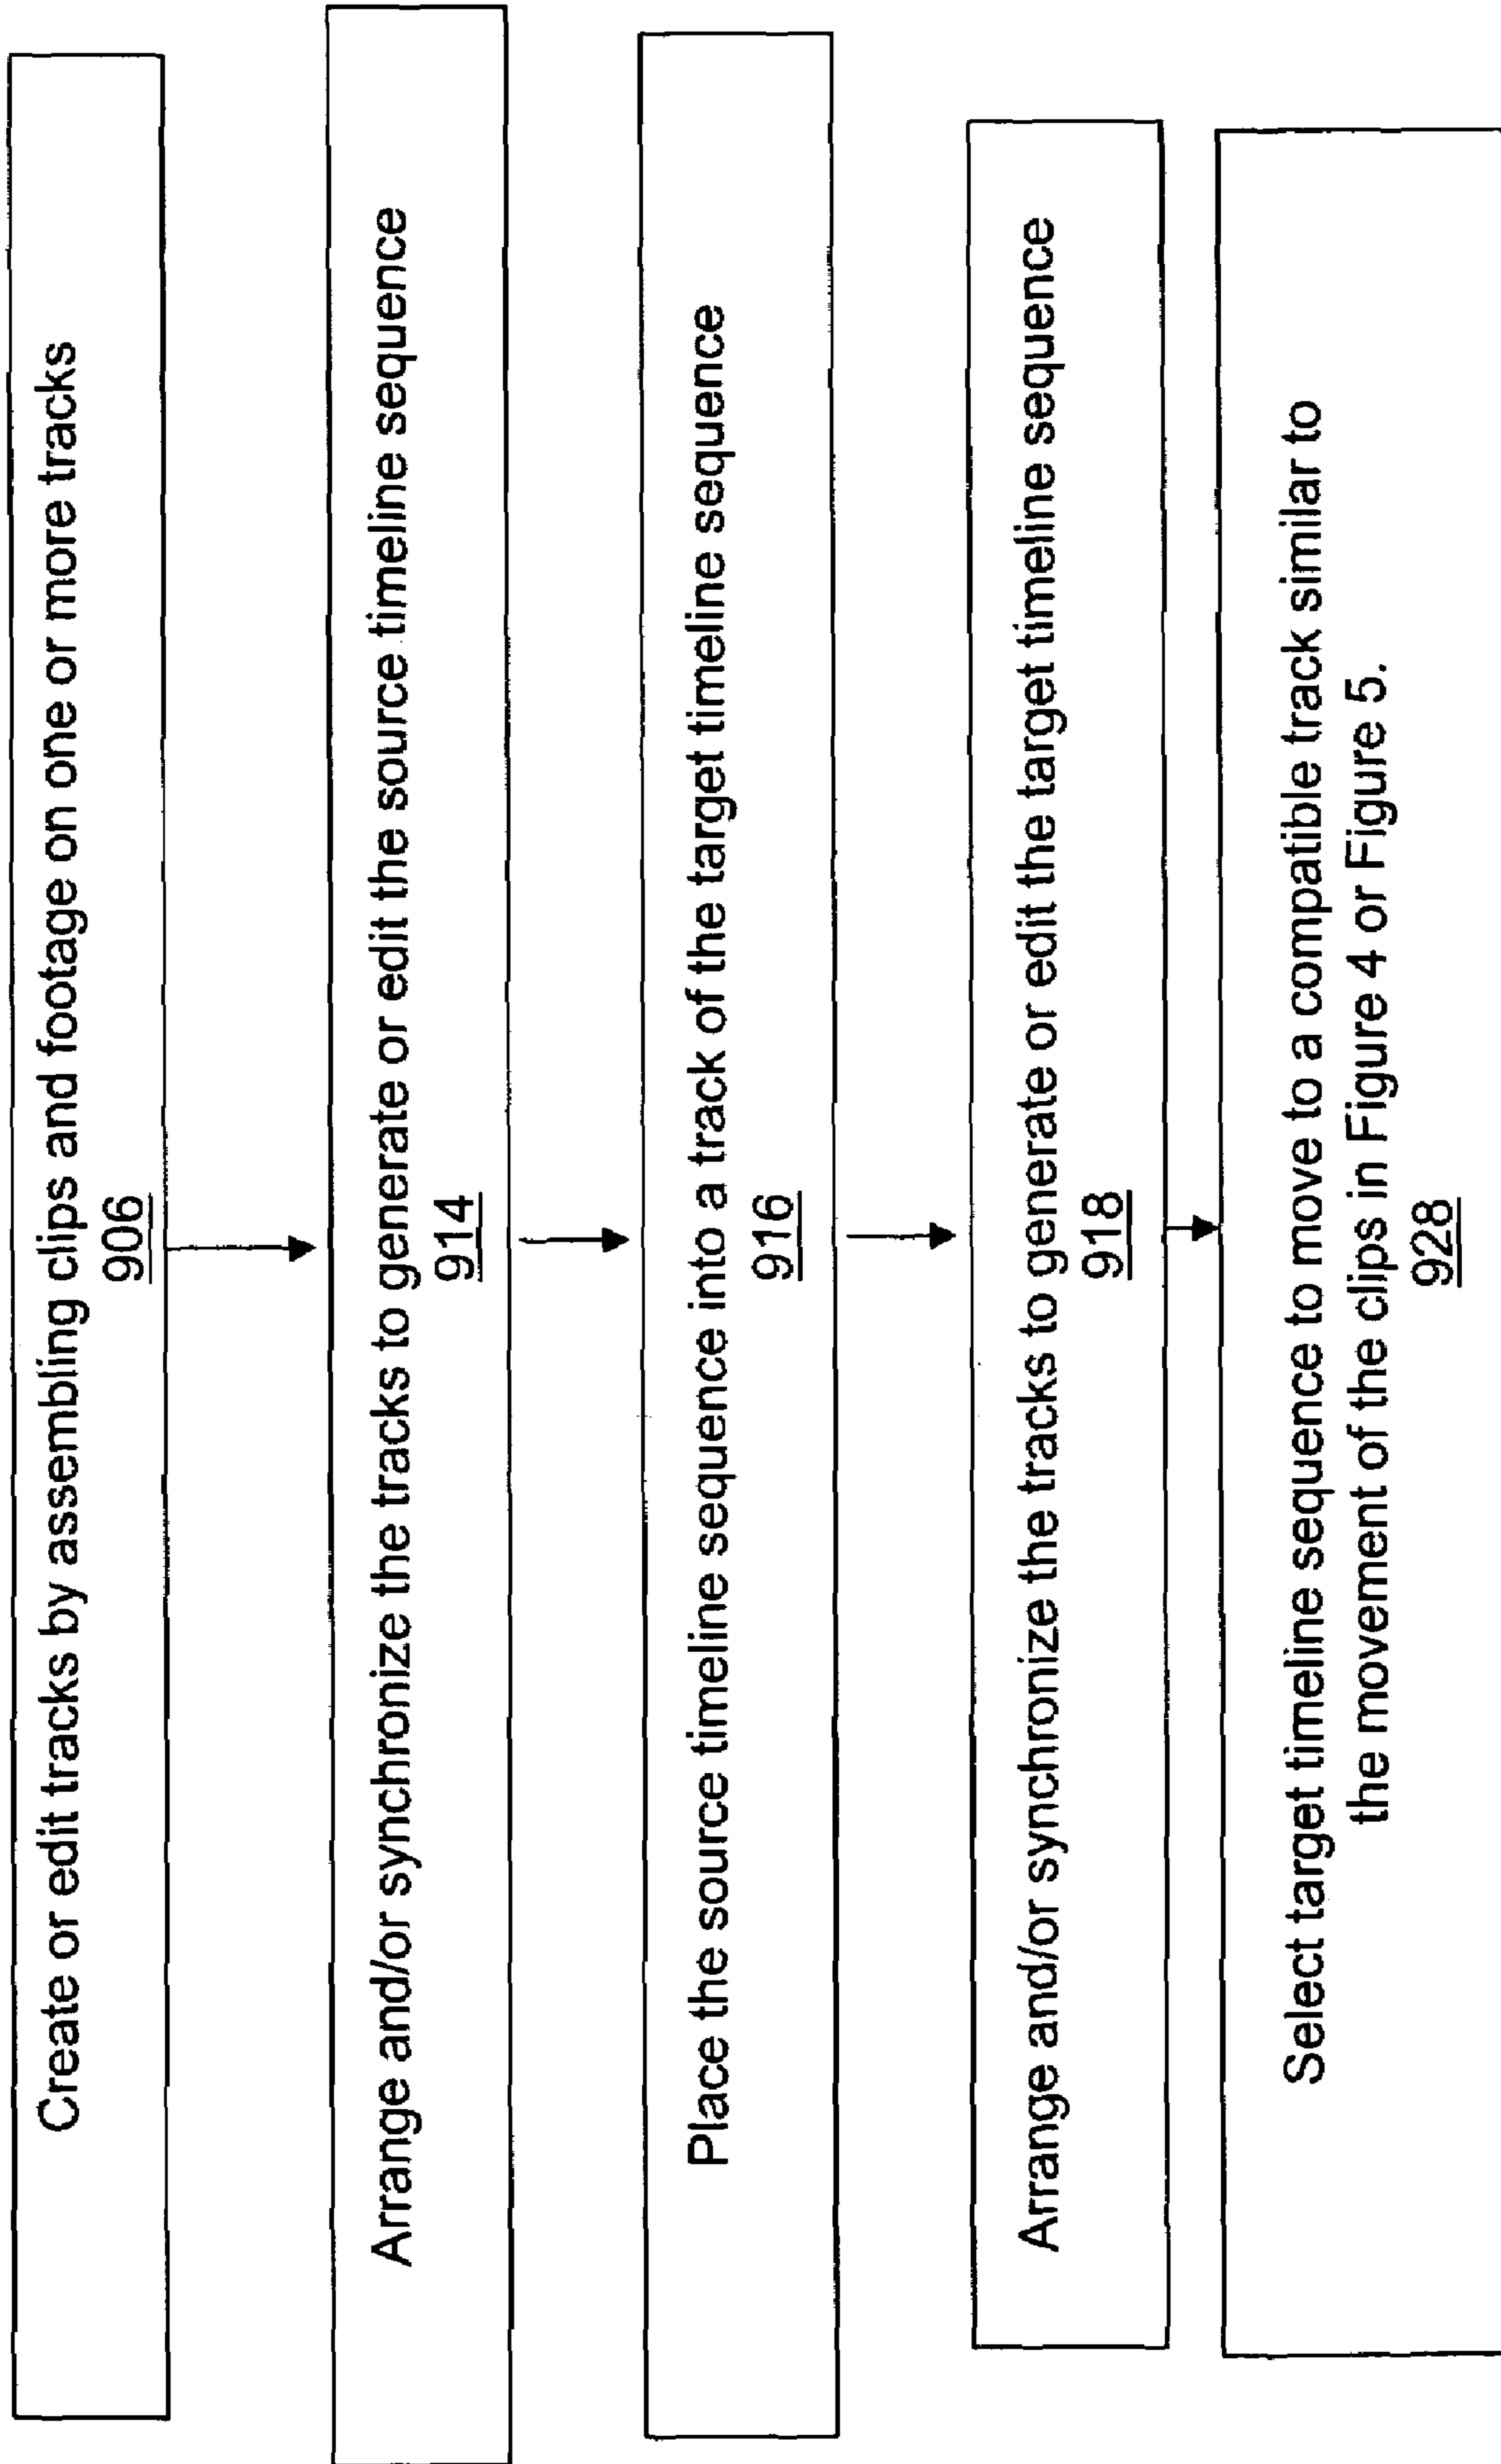 Create or edit tracks by assembling clips and footage on one or more tracks
906
Arrange and/or synchronize the tracks to generate or edit the source timeline sequence
914
Place the source timeline sequence into a track of the target timeline sequence
916
Arrange and/or synchronize the tracks to generate or edit the target timeline sequence
918
Select target timeline sequence to move to a compatible track similar to
the movement of the clips in Figure 4 or Figure 5.
928